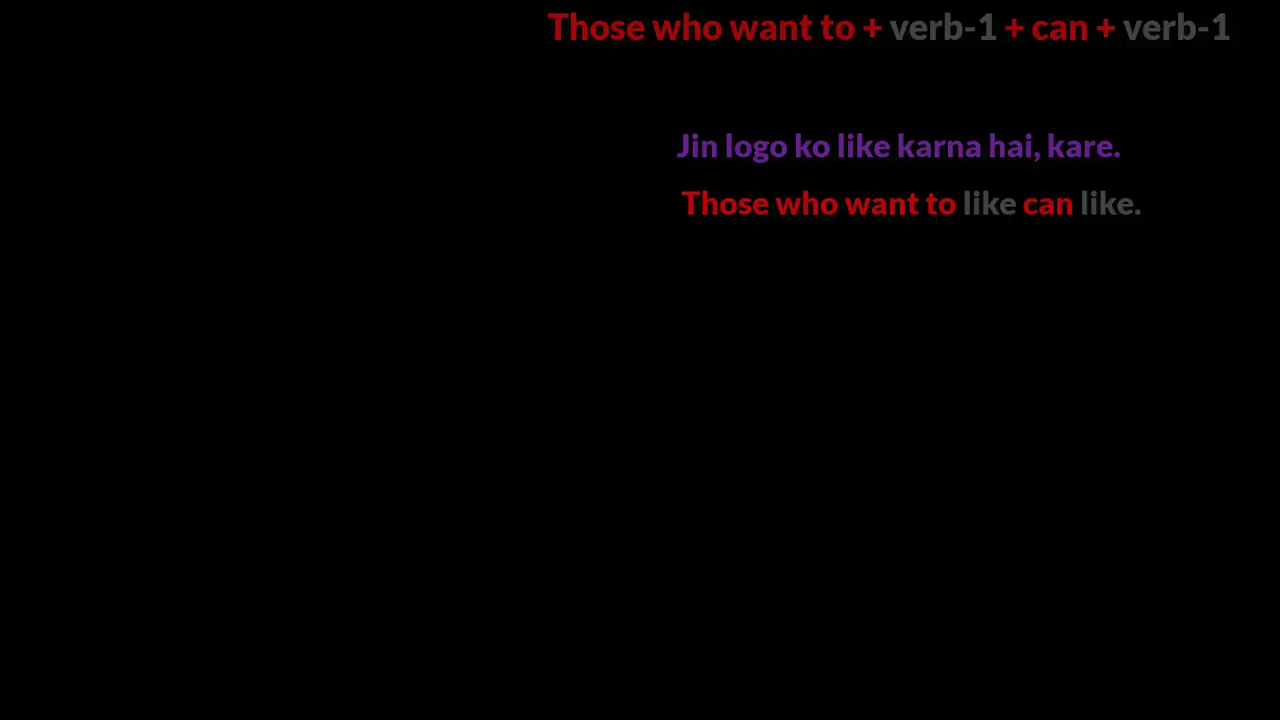 Those who want to + verb-1 + can + verb-1
Jin logo ko like karna hai, kare.
Those who want to like can like.